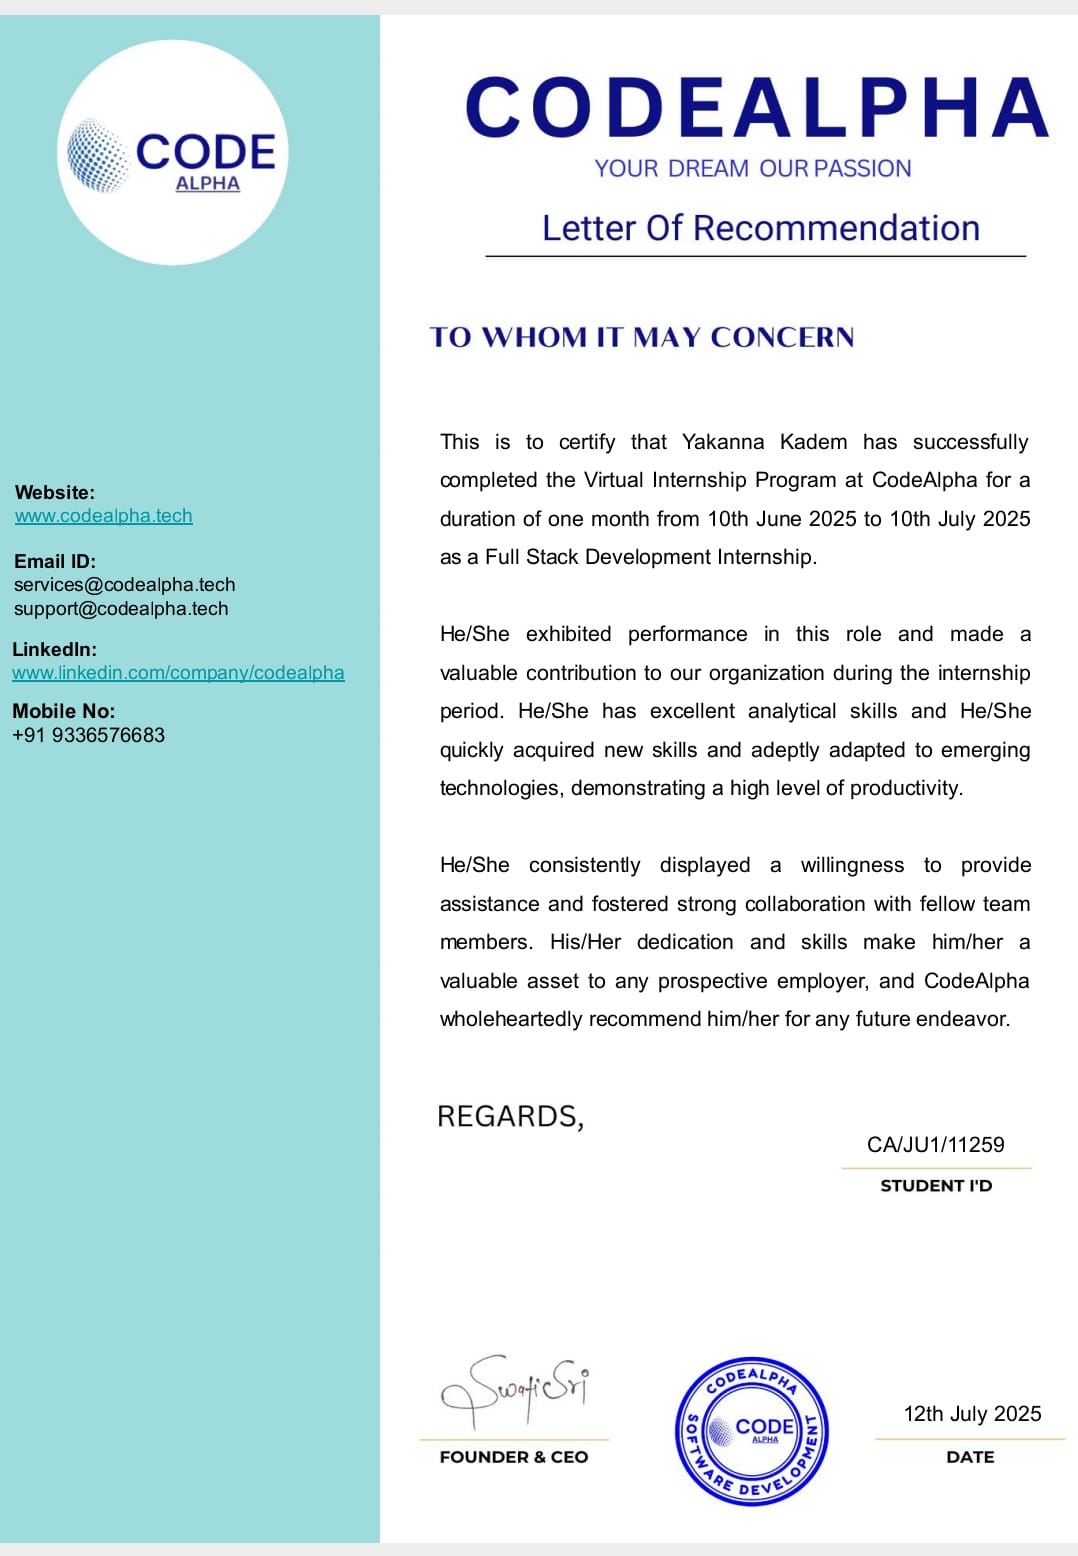 CODE
ALPHA
CODEALPHA
YOUR DREAM OUR PASSION
Letter Of Recommendation
TO WHOM IT MAY CONCERN
Website:
www.codealpha.tech
Email ID:
services@codealpha.tech
support@codealpha.tech
LinkedIn:
www.linkedin.com/company/codealpha
Mobile No:
+91 9336576683
This is to certify that Yakanna Kadem has successfully
completed the Virtual Internship Program at CodeAlpha for a
duration of one month from 10th June 2025 to 10th July 2025
as a Full Stack Development Internship.
He/She exhibited performance in this role and made a
valuable contribution to our organization during the internship
period. He/She has excellent analytical skills and He/She
quickly acquired new skills and adeptly adapted to emerging
technologies, demonstrating a high level of productivity.
He/She consistently displayed a willingness to provide
assistance and fostered strong collaboration with fellow team
members. His/Her dedication and skills make him/her a
valuable asset to any prospective employer, and CodeAlpha
wholeheartedly recommend him/her for any future endeavor.
REGARDS,
CA/JU1/11259
STUDENT I'D
SwatiSri
FOUNDER & CEO
CODEALPHA
CODE
ALPHA
SOFTWARE DEVELOPMENT
12th July 2025
DATE